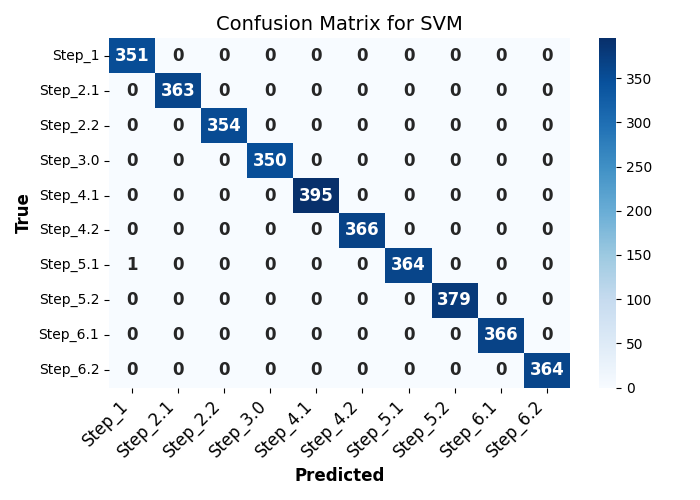 Confusion Matrix for SVM
Step_1 351 0 0 0 0 0 0 0 0 0
Step_2.1 0 363 0 0 0 0 0 0 0 0
Step_2.2 0 0 354 0 0 0 0 0 0 0
Step_3.0 0 0 0 350 0 0 0 0 0 0
Step_4.1 0 0 0 0 395 0 0 0 0 0
Step_4.2 0 0 0 0 0 366 0 0 0 0
Step_5.1 1 0 0 0 0 0 364 0 0 0
Step_5.2 0 0 0 0 0 0 0 379 0 0
Step_6.1 0 0 0 0 0 0 0 0 366 0
Step_6.2 0 0 0 0 0 0 0 0 0 364
True
Step_1 Step_2.1 Step_2.2 Step_3.0 Step_4.1 Step_4.2 Step_5.1 Step_5.2 Step_6.1 Step_6.2
Predicted
350
300
250
200
150
100
50
0